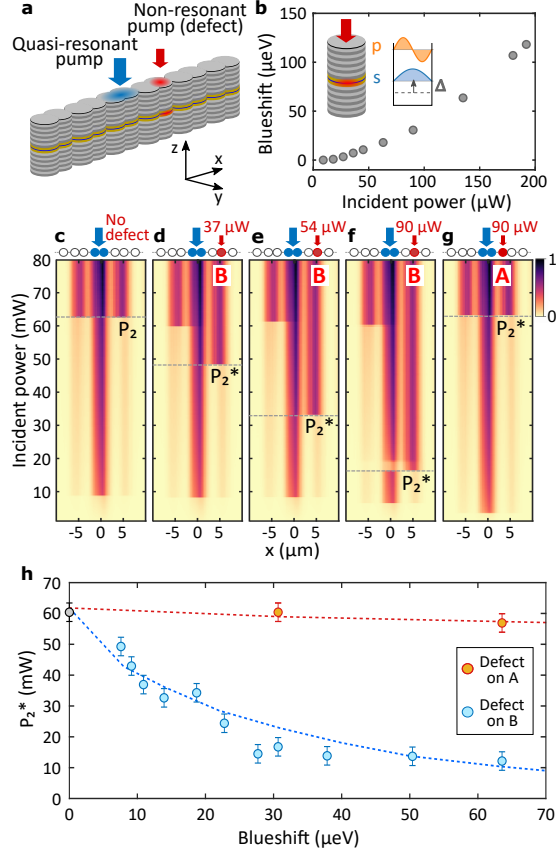 a
Non-resonant
pump (defect)
Quasi-resonant
pump
z
x
y
b
Blueshift (µeV)
120
80
40
0
0
50
100
150
200
Incident power (µW)
p
s
Δ
c
No
defect
d
37 µW
e
54 µW
f
90 µW
g
90 µW
B
B
B
A
1
0
Incident power (mW)
80
70
60
50
40
30
20
10
P₂
P₂*
P₂*
P₂*
P₂*
-5 0 5
-5 0 5
-5 0 5
-5 0 5
-5 0 5
x (µm)
h
P₂* (mW)
70
60
50
40
30
20
10
0
0 10 20 30 40 50 60 70
Blueshift (µeV)
Defect
on A
Defect
on B